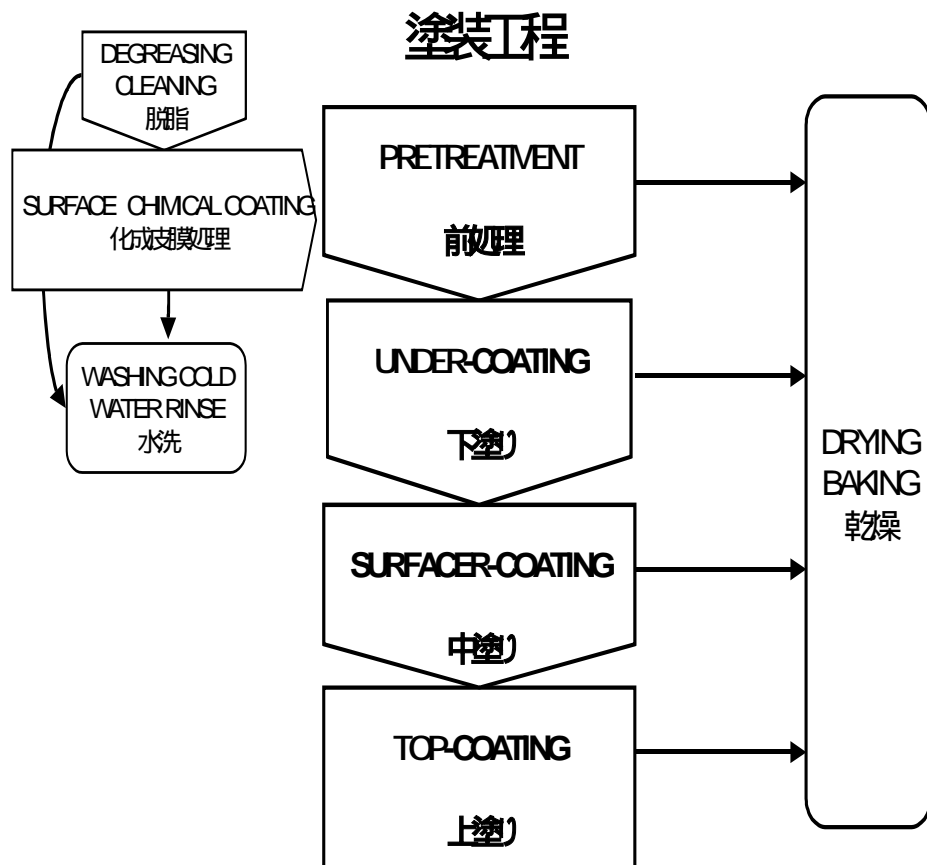 塗装工程
DEGREASING
CLEANING
脱脂
SURFACE CHIMICAL COATING
化成皮膜処理
WASHING COLD
WATER RINSE
水洗
PRETREATMENT
前処理
UNDER-COATING
下塗り
SURFACER-COATING
中塗り
TOP-COATING
上塗り
DRYING
BAKING
乾燥